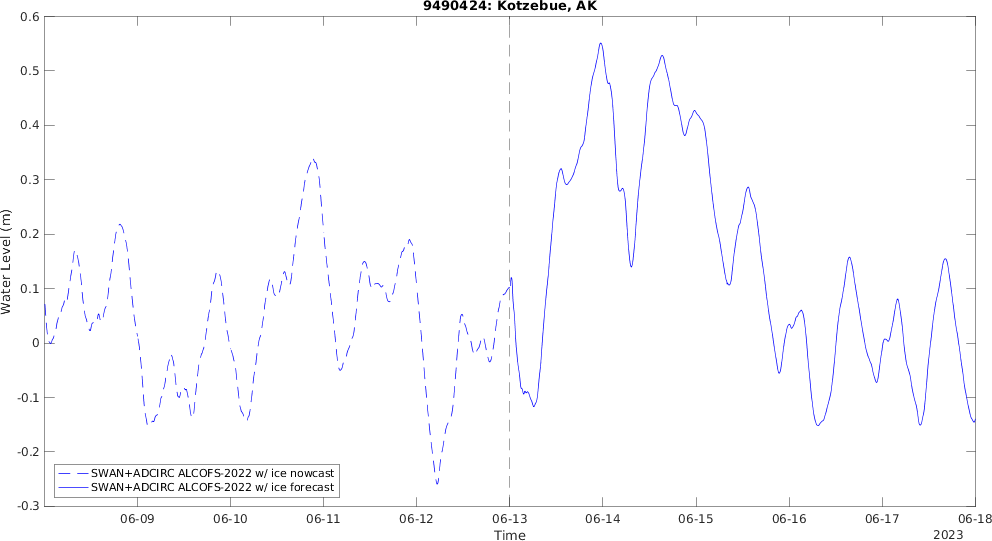 9490424: Kotzebue, AK
0.6
0.5
0.4
0.3
0.2
0.1
0
-0.1
-0.2
-0.3
Water Level (m)
SWAN+ADCIRC ALCOFS-2022 w/ ice nowcast
SWAN+ADCIRC ALCOFS-2022 w/ ice forecast
06-09 06-10 06-11 06-12 06-13 06-14 06-15 06-16 06-17 06-18
Time
2023